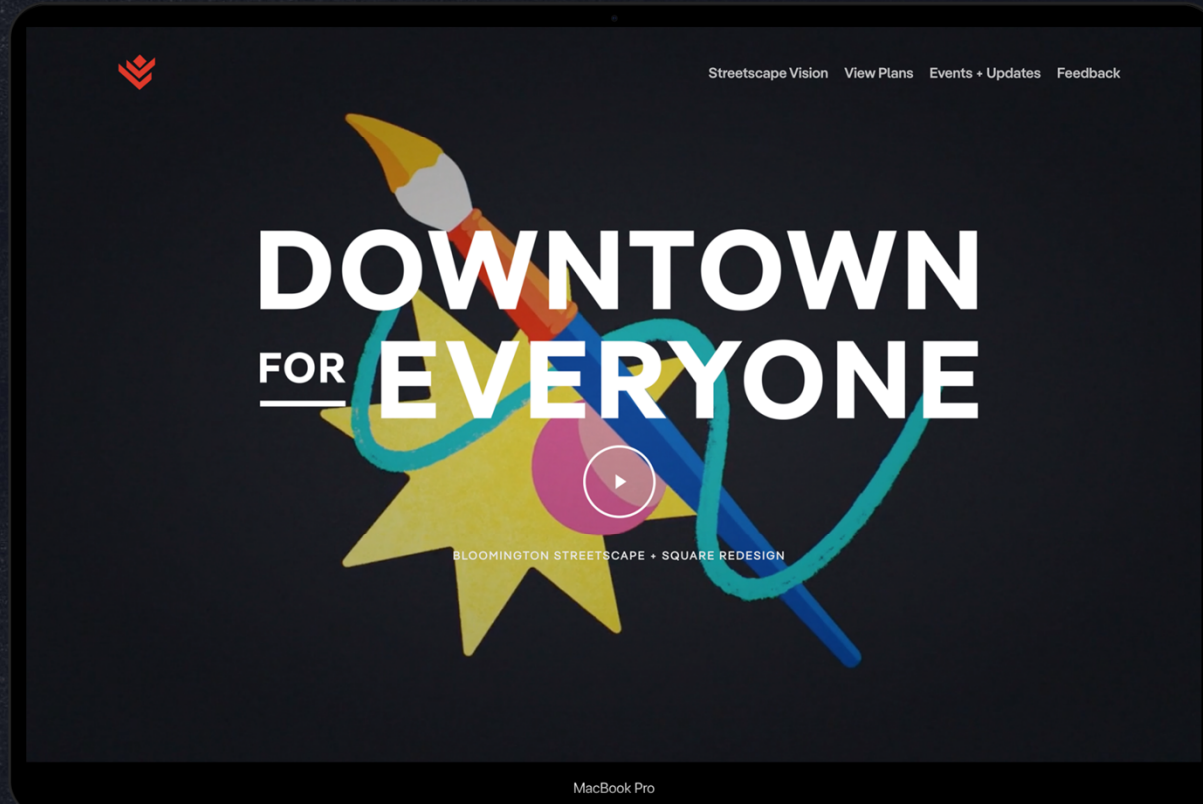 Streetscape Vision View Plans Events + Updates Feedback
DOWNTOWN
FOR EVERYONE
BLOOMINGTON STREETSCAPE + SQUARE REDESIGN
MacBook Pro